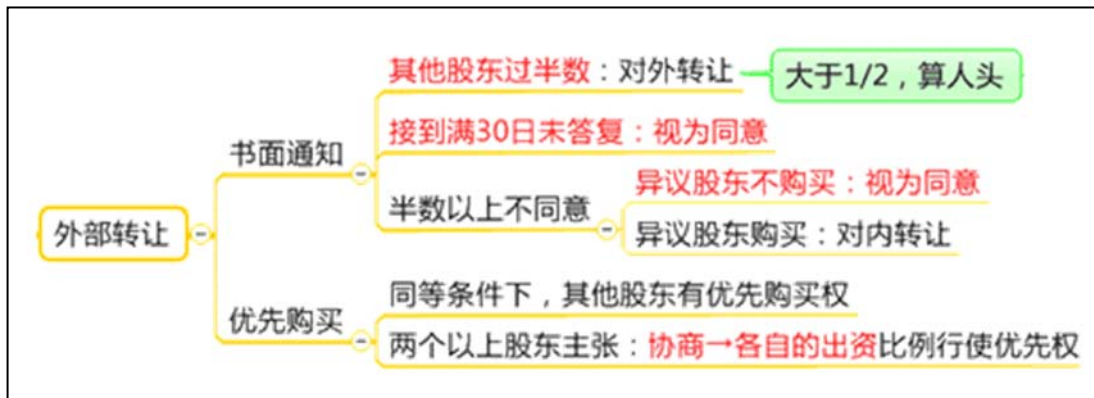 外部转让
书面通知
其他股东过半数：对外转让
大于1/2，算人头
接到满30日未答复：视为同意
半数以上不同意
异议股东不购买：视为同意
异议股东购买：对内转让
优先购买
同等条件下，其他股东有优先购买权
两个以上股东主张：协商→各自的出资比例行使优先权